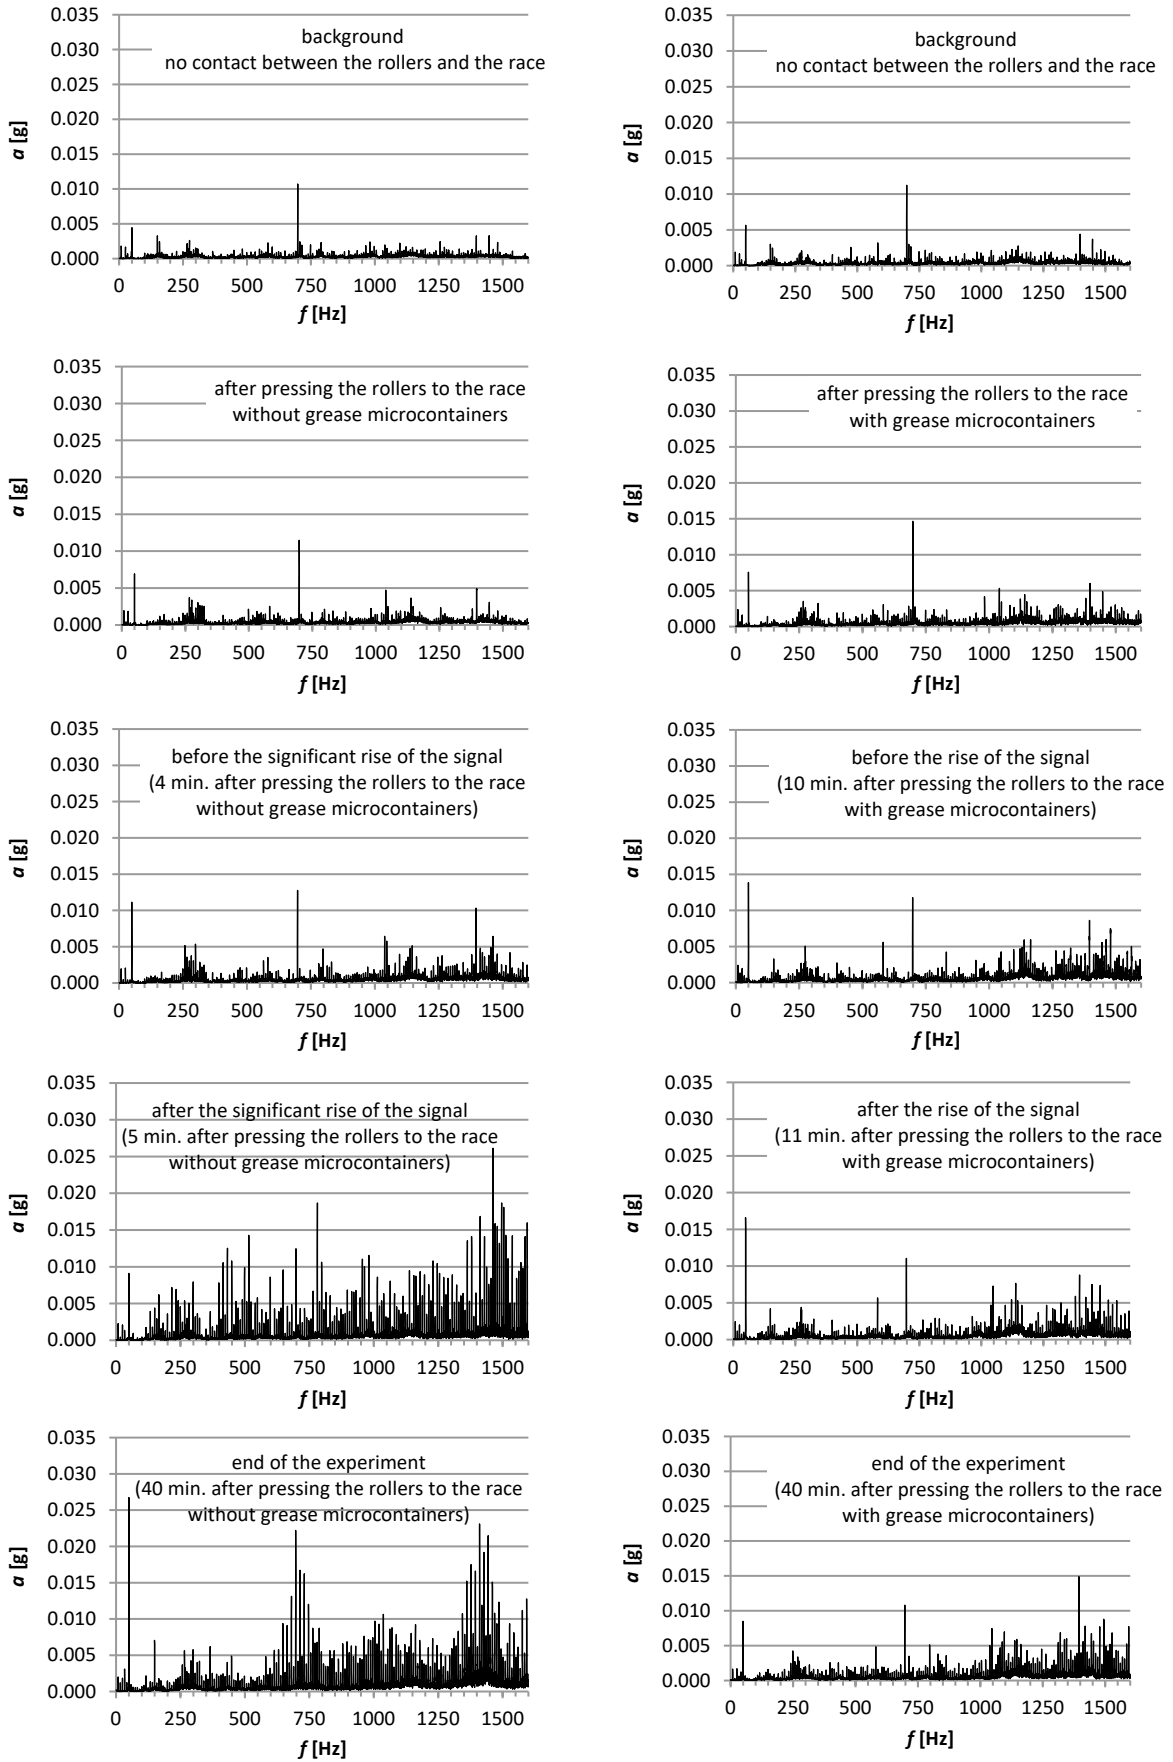 background
no contact between the rollers and the race
0.035
0.030
0.025
0.020
0.015
0.010
0.005
0.000
a [g]
0 250 500 750 1000 1250 1500
f [Hz]
background
no contact between the rollers and the race
0.035
0.030
0.025
0.020
0.015
0.010
0.005
0.000
a [g]
0 250 500 750 1000 1250 1500
f [Hz]
after pressing the rollers to the race
without grease microcontainers
0.035
0.030
0.025
0.020
0.015
0.010
0.005
0.000
a [g]
0 250 500 750 1000 1250 1500
f [Hz]
after pressing the rollers to the race
with grease microcontainers
0.035
0.030
0.025
0.020
0.015
0.010
0.005
0.000
a [g]
0 250 500 750 1000 1250 1500
f [Hz]
before the significant rise of the signal
(4 min. after pressing the rollers to the race
without grease microcontainers)
0.035
0.030
0.025
0.020
0.015
0.010
0.005
0.000
a [g]
0 250 500 750 1000 1250 1500
f [Hz]
before the rise of the signal
(10 min. after pressing the rollers to the race
with grease microcontainers)
0.035
0.030
0.025
0.020
0.015
0.010
0.005
0.000
a [g]
0 250 500 750 1000 1250 1500
f [Hz]
after the significant rise of the signal
(5 min. after pressing the rollers to the race
without grease microcontainers)
0.035
0.030
0.025
0.020
0.015
0.010
0.005
0.000
a [g]
0 250 500 750 1000 1250 1500
f [Hz]
after the rise of the signal
(11 min. after pressing the rollers to the race
with grease microcontainers)
0.035
0.030
0.025
0.020
0.015
0.010
0.005
0.000
a [g]
0 250 500 750 1000 1250 1500
f [Hz]
end of the experiment
(40 min. after pressing the rollers to the race
without grease microcontainers)
0.035
0.030
0.025
0.020
0.015
0.010
0.005
0.000
a [g]
0 250 500 750 1000 1250 1500
f [Hz]
end of the experiment
(40 min. after pressing the rollers to the race
with grease microcontainers)
0.035
0.030
0.025
0.020
0.015
0.010
0.005
0.000
a [g]
0 250 500 750 1000 1250 1500
f [Hz]